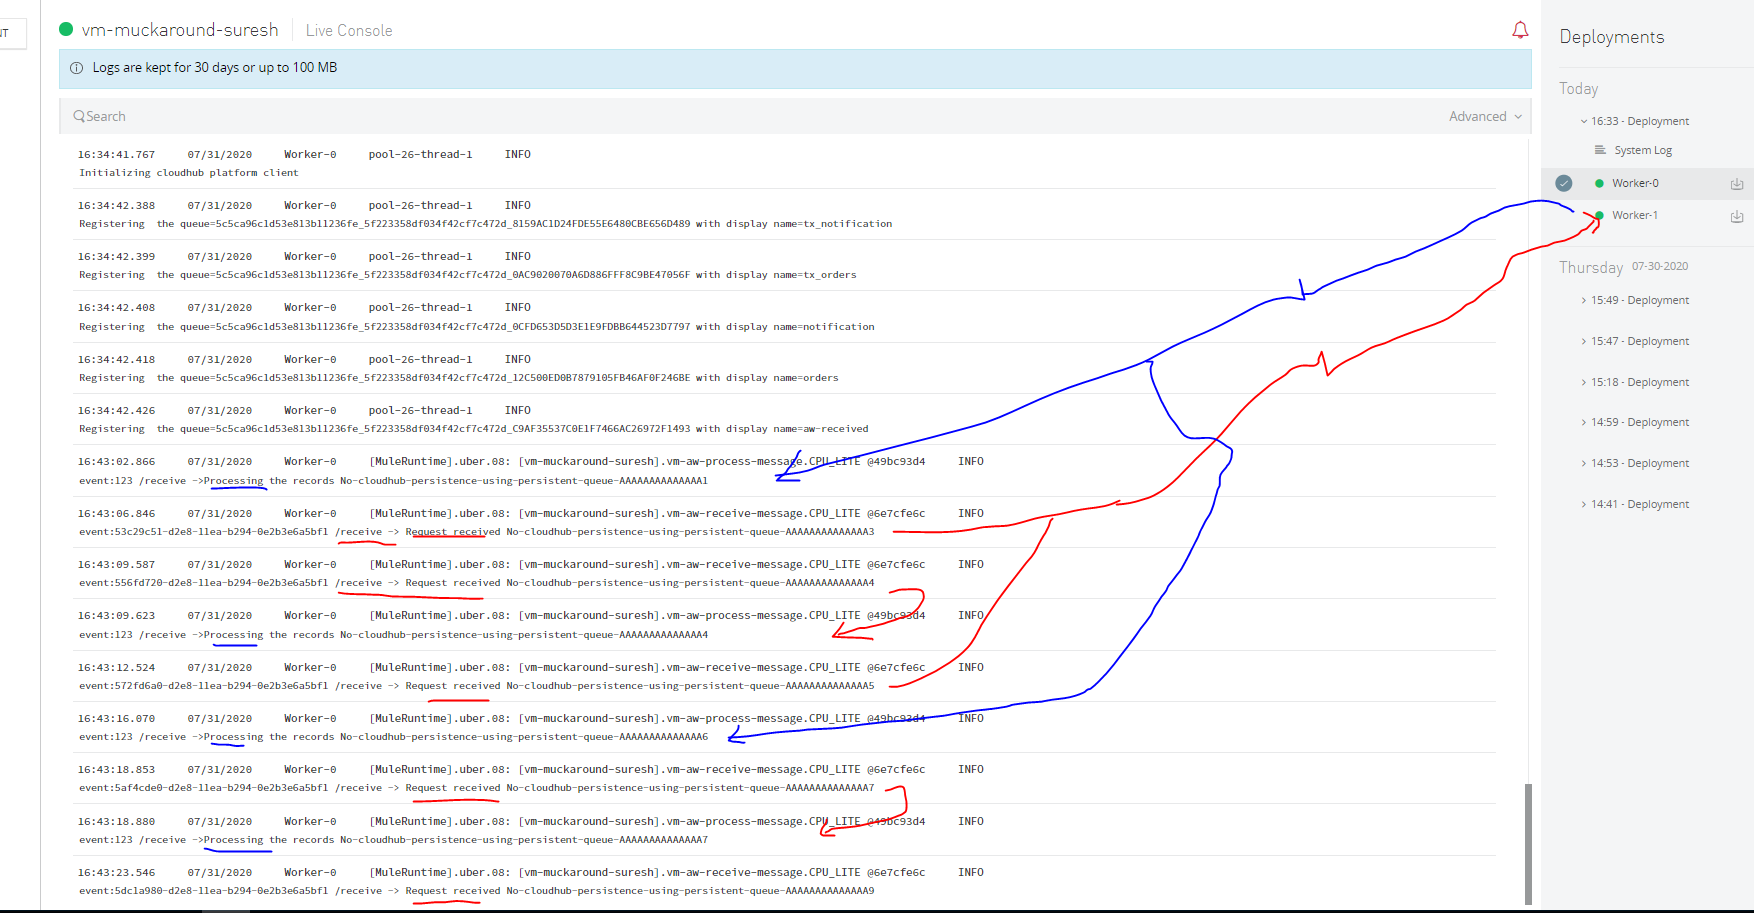 NT
vm-muckaround-suresh Live Console
Logs are kept for 30 days or up to 100 MB
Search Advanced
16:34:41.767 07/31/2020 Worker-0 pool-26-thread-1 INFO
Initializing cloudhub platform client
16:34:42.388 07/31/2020 Worker-0 pool-26-thread-1 INFO
Registering the queue=5c5ca96c1d53e813b11236fe_5f223358df034f42cf7c472d_8159AC1D24FDE55E6480CBE656D489 with display name=tx_notification
16:34:42.399 07/31/2020 Worker-0 pool-26-thread-1 INFO
Registering the queue=5c5ca96c1d53e813b11236fe_5f223358df034f42cf7c472d_0AC9020070A6D886FFF8C9BE47056F with display name=tx_orders
16:34:42.408 07/31/2020 Worker-0 pool-26-thread-1 INFO
Registering the queue=5c5ca96c1d53e813b11236fe_5f223358df034f42cf7c472d_0CFD653D5D3E1E9FDBB644523D7797 with display name=notification
16:34:42.418 07/31/2020 Worker-0 pool-26-thread-1 INFO
Registering the queue=5c5ca96c1d53e813b11236fe_5f223358df034f42cf7c472d_12C500ED0B7879105FB46AF0F246BE with display name=orders
16:34:42.426 07/31/2020 Worker-0 pool-26-thread-1 INFO
Registering the queue=5c5ca96c1d53e813b11236fe_5f223358df034f42cf7c472d_C9AF35537C0E1F7466AC26972F1493 with display name=aw-received
16:43:02.866 07/31/2020 Worker-0 [MuleRuntime].uber.08: [vm-muckaround-suresh].vm-aw-process-message.CPU_LITE @49bc93d4 INFO
event:123 /receive ->Processing the records No-cloudhub-persistence-using-persistent-queue-AAAAAAAAAAAAAA1
16:43:06.846 07/31/2020 Worker-0 [MuleRuntime].uber.08: [vm-muckaround-suresh].vm-aw-receive-message.CPU_LITE @6e7cfe6c INFO
event:53c29c51-d2e8-11ea-b294-0e2b3e6a5bf1 /receive -> Request received No-cloudhub-persistence-using-persistent-queue-AAAAAAAAAAAAAA3
16:43:09.587 07/31/2020 Worker-0 [MuleRuntime].uber.08: [vm-muckaround-suresh].vm-aw-receive-message.CPU_LITE @6e7cfe6c INFO
event:556fd720-d2e8-11ea-b294-0e2b3e6a5bf1 /receive -> Request received No-cloudhub-persistence-using-persistent-queue-AAAAAAAAAAAAAA4
16:43:09.623 07/31/2020 Worker-0 [MuleRuntime].uber.08: [vm-muckaround-suresh].vm-aw-process-message.CPU_LITE @49bc93d4 INFO
event:123 /receive ->Processing the records No-cloudhub-persistence-using-persistent-queue-AAAAAAAAAAAAAA4
16:43:12.524 07/31/2020 Worker-0 [MuleRuntime].uber.08: [vm-muckaround-suresh].vm-aw-receive-message.CPU_LITE @6e7cfe6c INFO
event:572fd6a0-d2e8-11ea-b294-0e2b3e6a5bf1 /receive -> Request received No-cloudhub-persistence-using-persistent-queue-AAAAAAAAAAAAAA5
16:43:16.070 07/31/2020 Worker-0 [MuleRuntime].uber.08: [vm-muckaround-suresh].vm-aw-process-message.CPU_LITE @49bc93d4 INFO
event:123 /receive ->Processing the records No-cloudhub-persistence-using-persistent-queue-AAAAAAAAAAAAAA6
16:43:18.853 07/31/2020 Worker-0 [MuleRuntime].uber.08: [vm-muckaround-suresh].vm-aw-receive-message.CPU_LITE @6e7cfe6c INFO
event:5af4cde0-d2e8-11ea-b294-0e2b3e6a5bf1 /receive -> Request received No-cloudhub-persistence-using-persistent-queue-AAAAAAAAAAAAAA7
16:43:18.880 07/31/2020 Worker-0 [MuleRuntime].uber.08: [vm-muckaround-suresh].vm-aw-process-message.CPU_LITE @49bc93d4 INFO
event:123 /receive ->Processing the records No-cloudhub-persistence-using-persistent-queue-AAAAAAAAAAAAAA7
16:43:23.546 07/31/2020 Worker-0 [MuleRuntime].uber.08: [vm-muckaround-suresh].vm-aw-receive-message.CPU_LITE @6e7cfe6c INFO
event:5dc1a980-d2e8-11ea-b294-0e2b3e6a5bf1 /receive -> Request received No-cloudhub-persistence-using-persistent-queue-AAAAAAAAAAAAAA9
Deployments
Today
16:33 - Deployment
System Log
Worker-0
Worker-1
Thursday 07-30-2020
15:49 - Deployment
15:47 - Deployment
15:18 - Deployment
14:59 - Deployment
14:53 - Deployment
14:41 - Deployment